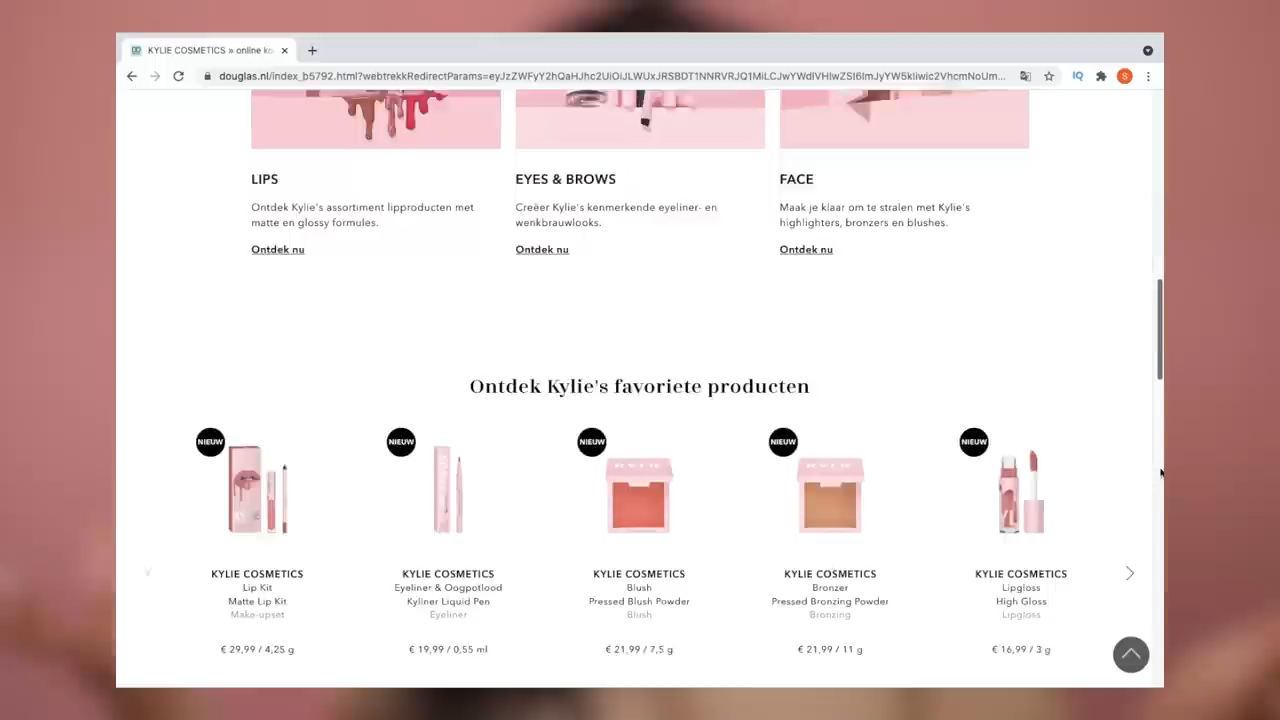 KYLIE COSMETICS » online ko
douglas.nl/index_b5792.html?webtrekkRedirectParams=eyJzZWFyY2hQaHJhc2UiOiJLWUxJRSBDT1NNRVRJQ1MiLCJwYWdlVHlwZSI6ImJyYW5kIiwic2VhcmNoUm...
IQ
S
LIPS
Ontdek Kylie's assortiment lipproducten met
matte en glossy formules.
Ontdek nu
EYES & BROWS
Creëer Kylie's kenmerkende eyeliner- en
wenkbrauwlooks.
Ontdek nu
FACE
Maak je klaar om te stralen met Kylie's
highlighters, bronzers en blushes.
Ontdek nu
Ontdek Kylie's favoriete producten
NIEUW
KYLIE COSMETICS
Lip Kit
Matte Lip Kit
Make-upset
€ 29,99 / 4,25 g
NIEUW
KYLIE COSMETICS
Eyeliner & Oogpotlood
Kyliner Liquid Pen
Eyeliner
€ 19,99 / 0,55 ml
NIEUW
KYLIE
KYLIE COSMETICS
Blush
Pressed Blush Powder
Blush
€ 21,99 / 7,5 g
NIEUW
KYLIE
KYLIE COSMETICS
Bronzer
Pressed Bronzing Powder
Bronzing
€ 21,99 / 11 g
NIEUW
KYLIE COSMETICS
Lipgloss
High Gloss
Lipgloss
€ 16,99 / 3 g